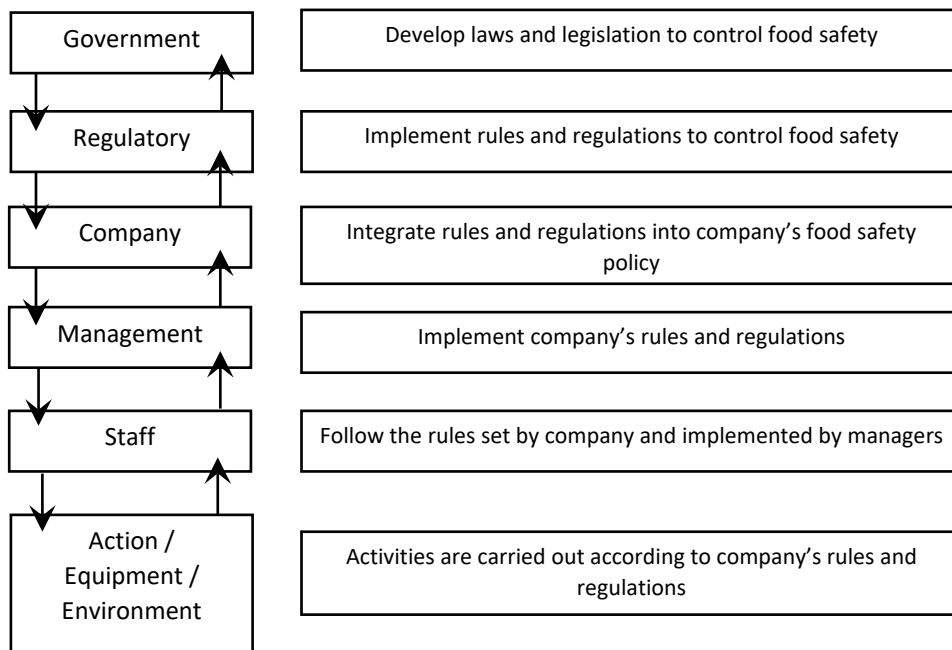 Government
Develop laws and legislation to control food safety
Regulatory
Implement rules and regulations to control food safety
Company
Integrate rules and regulations into company’s food safety
policy
Management
Implement company’s rules and regulations
Staff
Follow the rules set by company and implemented by managers
Action /
Equipment /
Environment
Activities are carried out according to company’s rules and
regulations